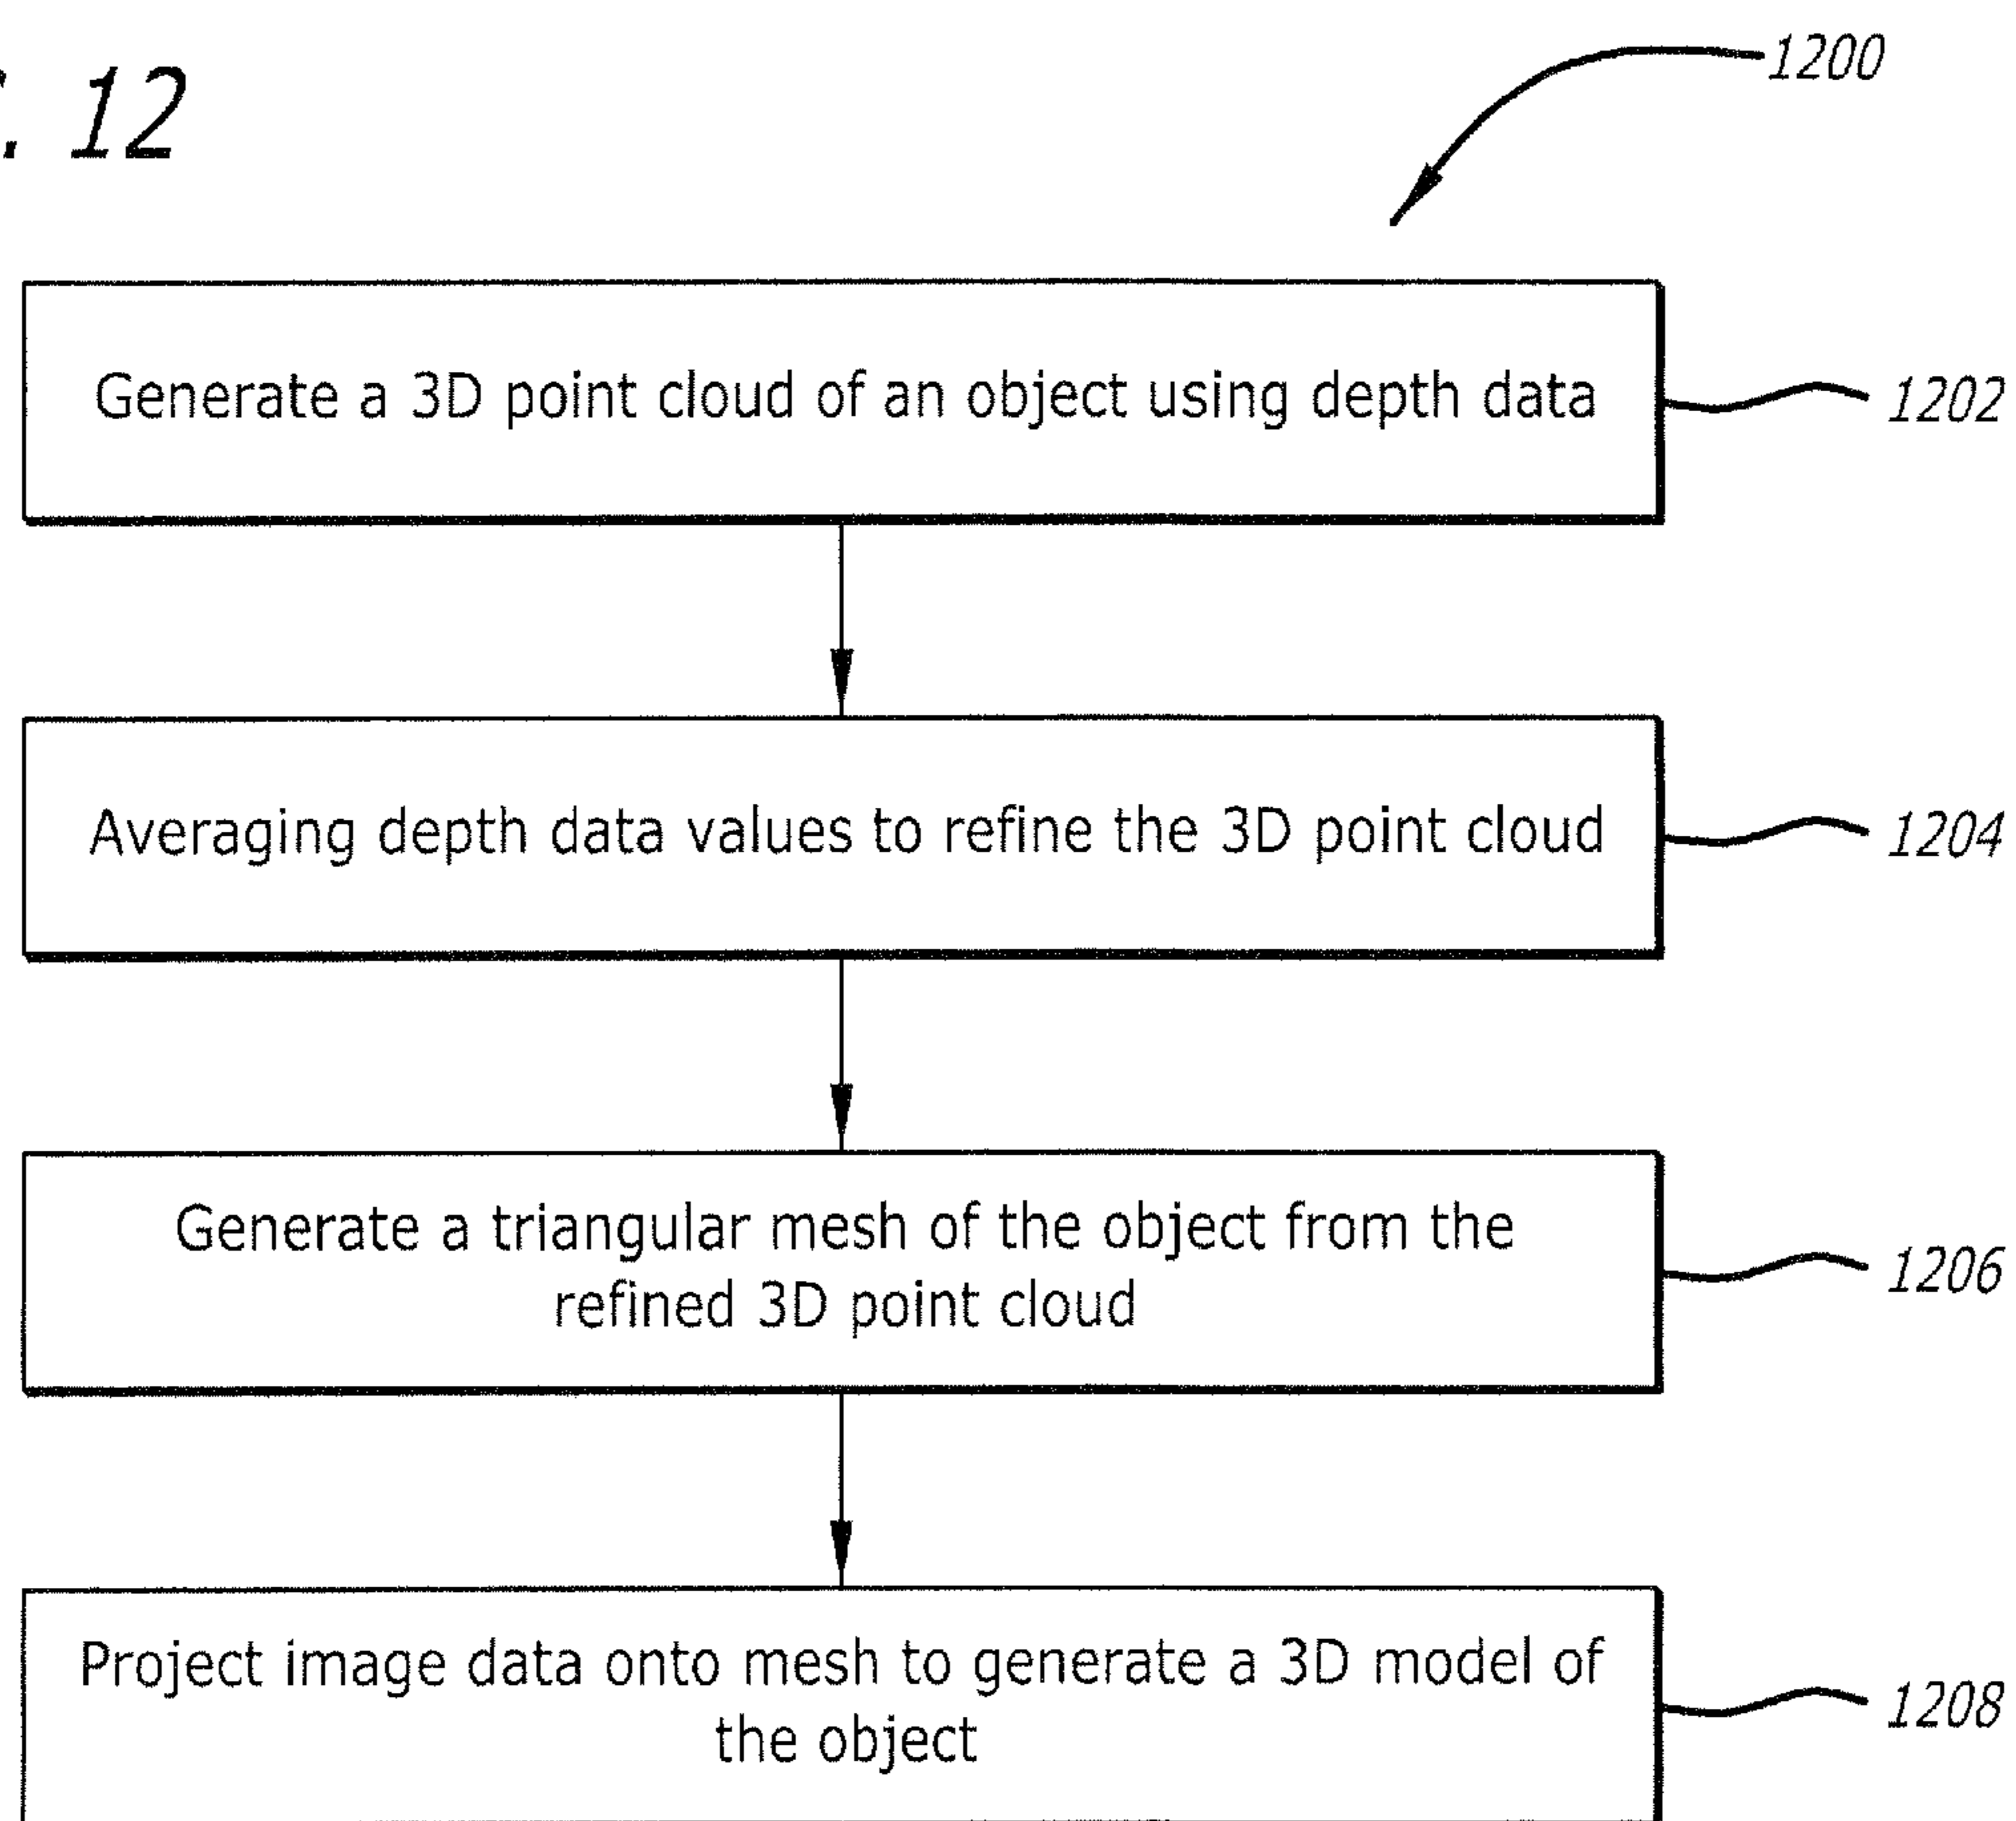 . 12
1200
Generate a 3D point cloud of an object using depth data
1202
Averaging depth data values to refine the 3D point cloud
1204
Generate a triangular mesh of the object from the
refined 3D point cloud
1206
Project image data onto mesh to generate a 3D model of
the object
1208